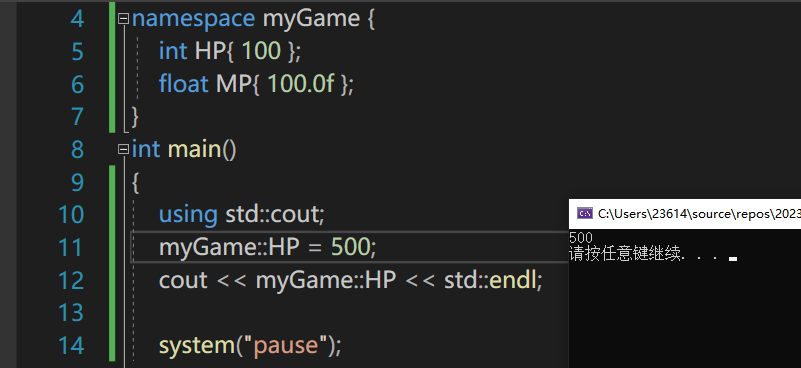 4 namespace myGame {
5 int HP{ 100 };
6 float MP{ 100.0f };
7 }
8 int main()
9 {
10 using std::cout;
11 myGame::HP = 500;
12 cout << myGame::HP << std::endl;
13
14 system("pause");
C:\Users\23614\source\repos\2023
500
请按任意键继续. . .